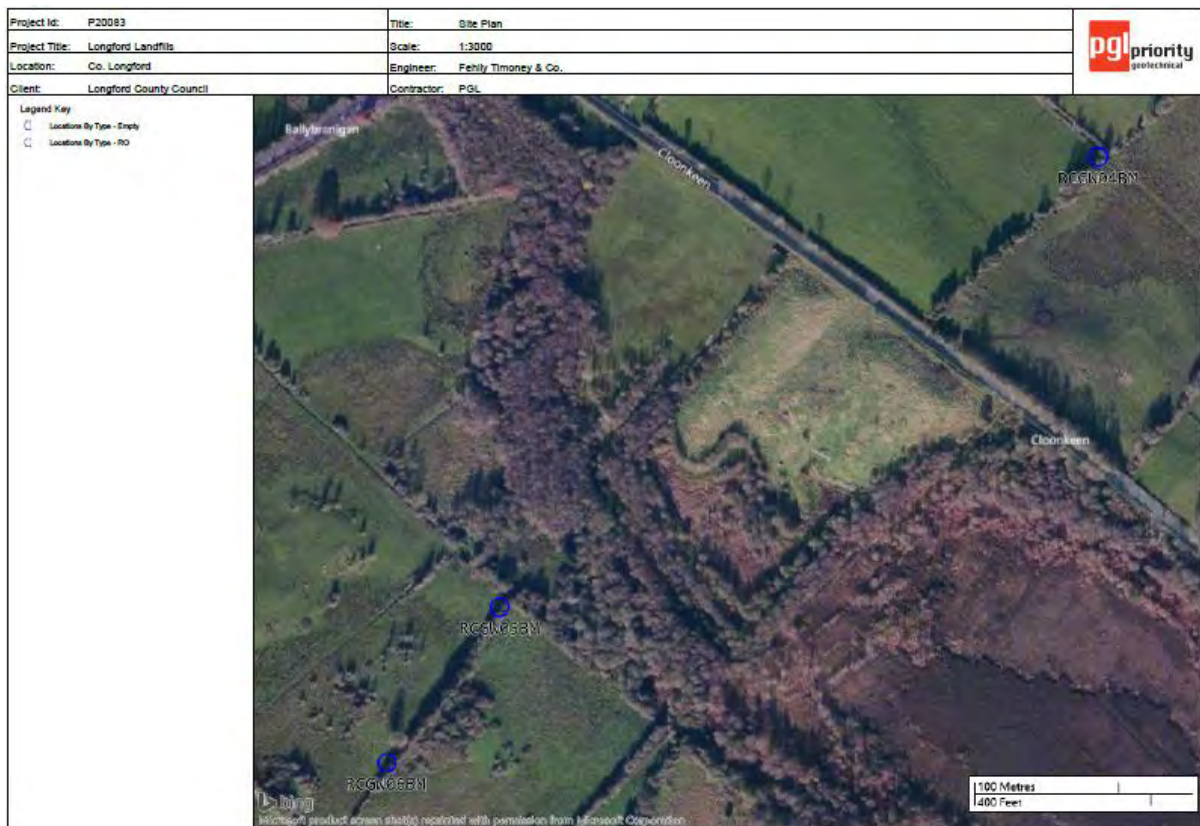 Project Id: P20083 Title: Site Plan
Project Title: Longford Landfills Scale: 1:3000
Location: Co. Longford Engineer: Fehily Timoney & Co.
Client: Longford County Council Contractor: PGL
pgl priority
geotechnical
Legend Key
Locations By Type - Empty
Locations By Type - RO
Ballybranigan
Cloonkeen
RCGW04BM
Cloonkeen
RCGW05BM
RCGW06BM
bing
Microsoft product screen shot(s) reprinted with permission from Microsoft Corporation
100 Metres
400 Feet